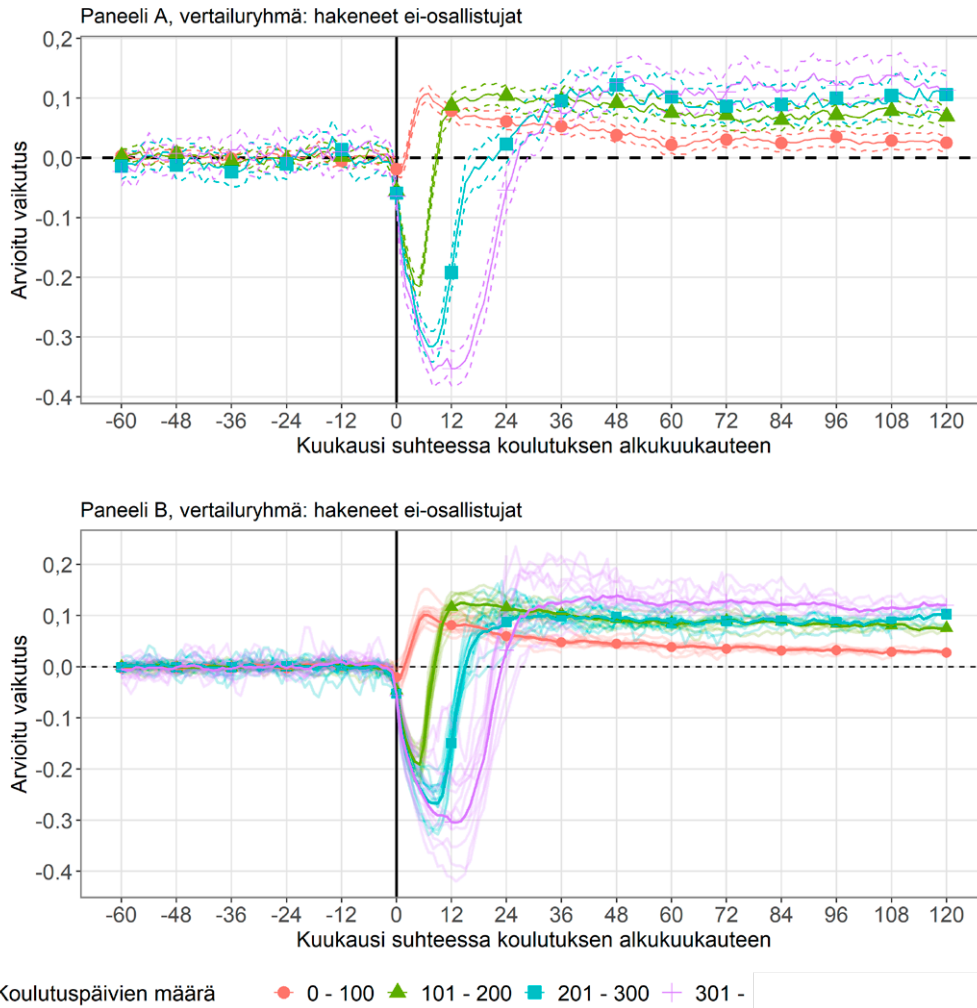 Paneeli A, vertailuryhmä: hakeneet ei-osallistujat
0,2
0,1
0,0
-0.1
-0.2
-0.3
-0.4
Arvioitu vaikutus
-60 -48 -36 -24 -12 0 12 24 36 48 60 72 84 96 108 120
Kuukausi suhteessa koulutuksen alkukuukauteen
Paneeli B, vertailuryhmä: hakeneet ei-osallistujat
0,2
0,1
0,0
-0.1
-0.2
-0.3
-0.4
Arvioitu vaikutus
-60 -48 -36 -24 -12 0 12 24 36 48 60 72 84 96 108 120
Kuukausi suhteessa koulutuksen alkukuukauteen
Koulutuspäivien määrä 0 - 100 101 - 200 201 - 300 301 -